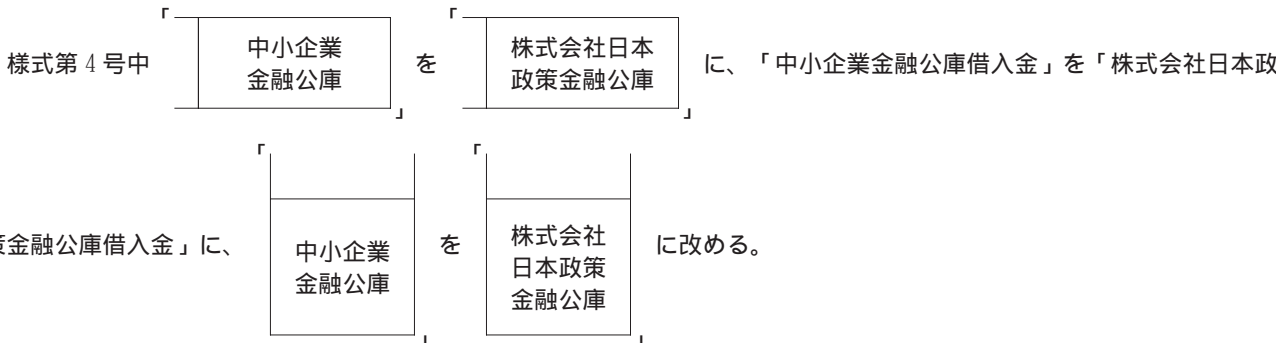 様式第4号中「中小企業
金融公庫」を「株式会社日本
政策金融公庫」に、「中小企業金融公庫借入金」を「株式会社日本政
策金融公庫借入金」に、「中小企業
金融公庫」を「株式会社
日本政策
金融公庫」に改める。